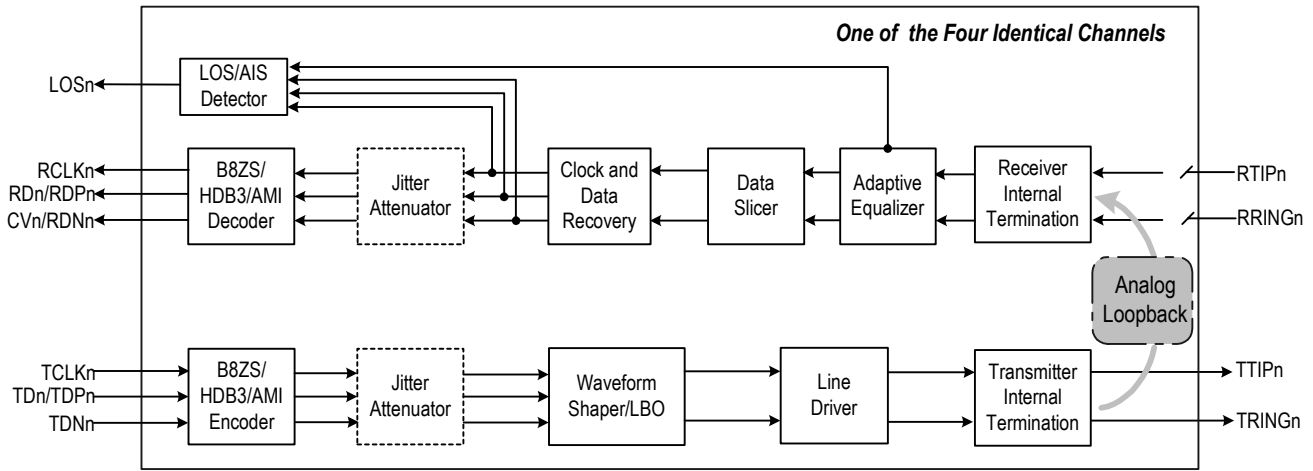 One of the Four Identical Channels
LOSn
LOS/AIS
Detector
RCLKn
RDn/RDPn
CVn/RDNn
B8ZS/
HDB3/AMI
Decoder
Jitter
Attenuator
Clock and
Data
Recovery
Data
Slicer
Adaptive
Equalizer
Receiver
Internal
Termination
RTIPn
RRINGn
Analog
Loopback
TCLKn
TDn/TDPn
TDNn
B8ZS/
HDB3/AMI
Encoder
Jitter
Attenuator
Waveform
Shaper/LBO
Line
Driver
Transmitter
Internal
Termination
TTIPn
TRINGn